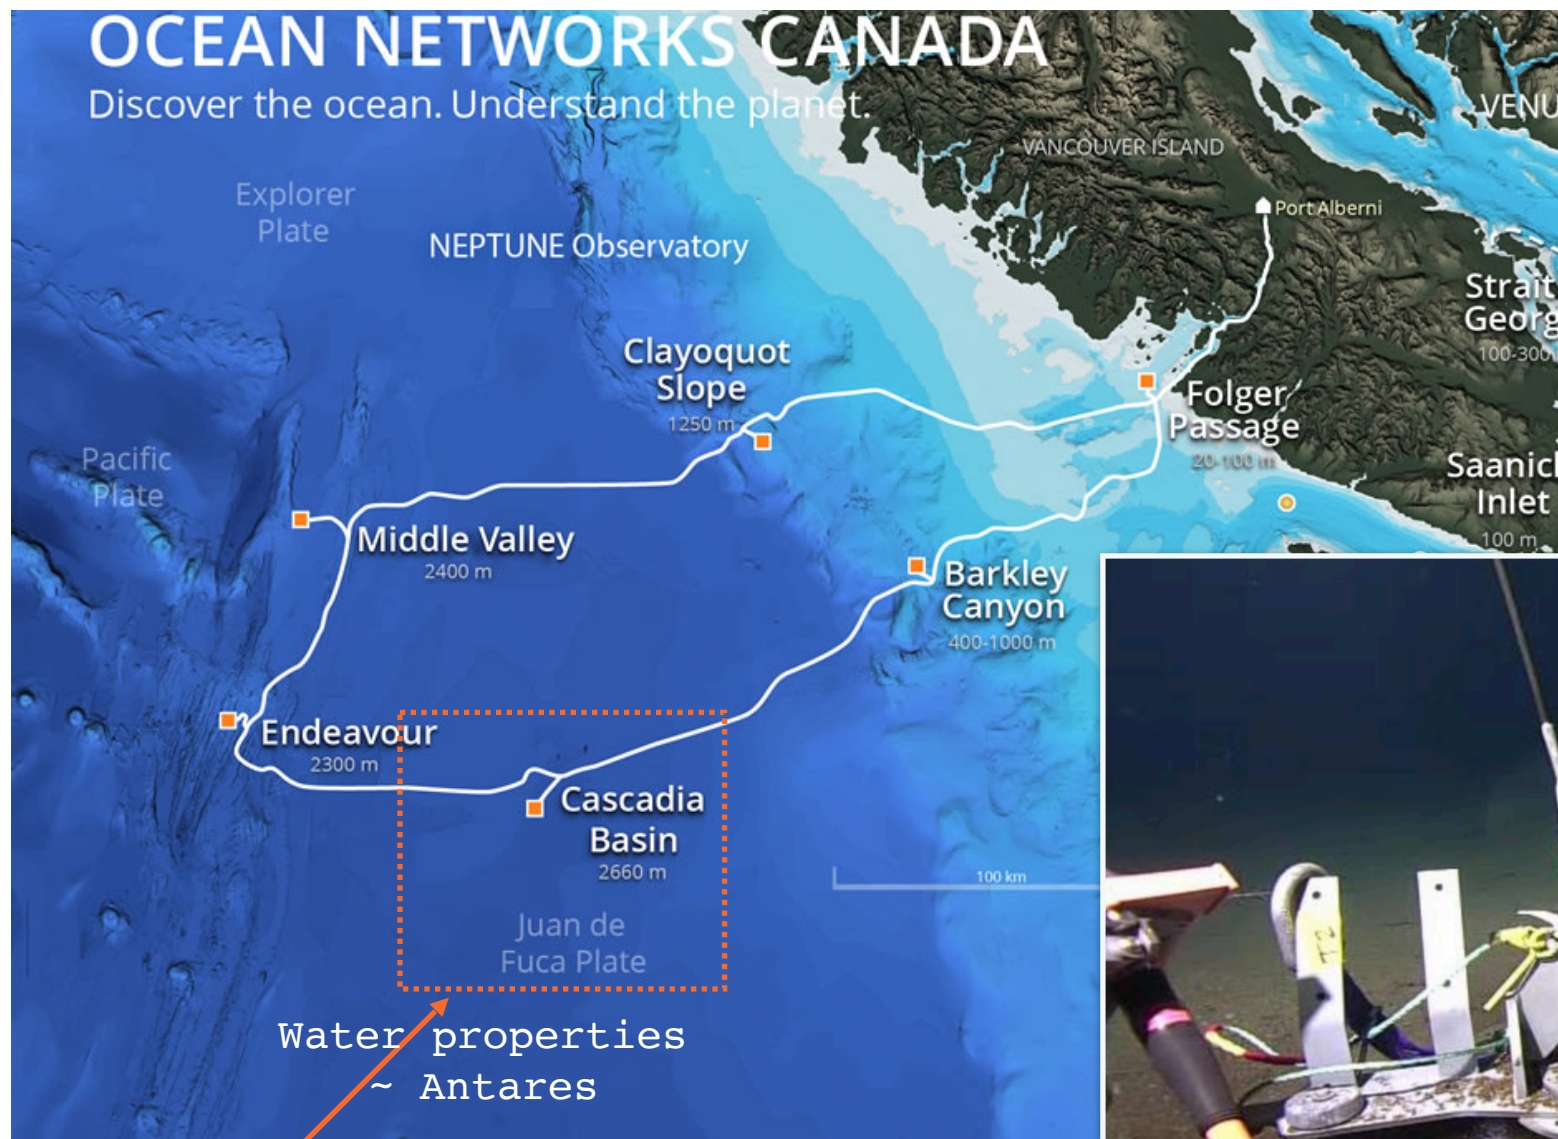 OCEAN NETWORKS CANADA
Discover the ocean. Understand the planet.
VENU
VANCOUVER ISLAND
Explorer
Plate
Port Alberni
NEPTUNE Observatory
Strait
Georg
100-300
Clayoquot
Slope
1250 m
Folger
Passage
20-100 m
Pacific
Plate
Saanich
Inlet
100 m
Middle Valley
2400 m
Barkley
Canyon
400-1000 m
Endeavour
2300 m
Cascadia
Basin
2660 m
100 km
Juan de
Fuca Plate
Water properties
~ Antares